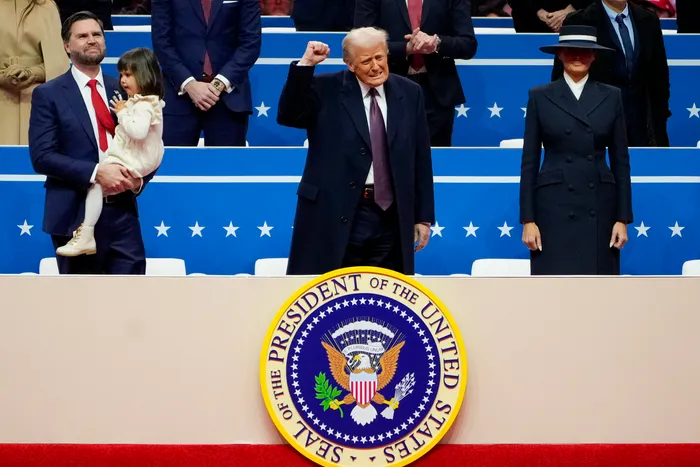 SEAL OF THE PRESIDENT OF THE UNITED STATES